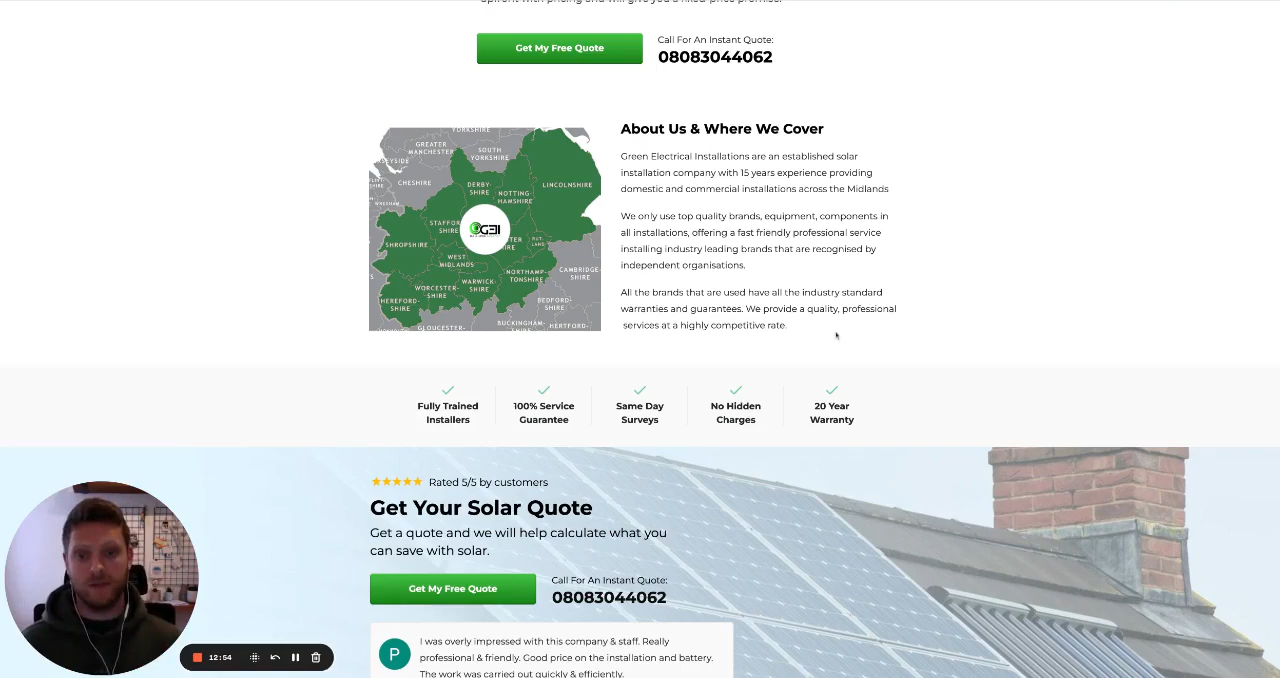 Get My Free Quote
Call For An Instant Quote:
08083044062
YORKSHIRE
GREATER
MANCHESTER
SOUTH
YORKSHIRE
CHESHIRE
DERBY-
SHIRE
NOTTING-
HAMSHIRE
LINCOLNSHIRE
WREXHAM
STAFFOR
SHIRE
GEI
SHROPSHIRE
RUT-
LAND
WEST
MIDLANDS
NORTHAMP-
TONSHIRE
CAMBRIDGE-
SHIRE
WORCESTER-
SHIRE
WARWICK-
SHIRE
HEREFORD-
SHIRE
BEDFORD-
SHIRE
GLOUCESTER-
BUCKINGHAM-
HERTFORD-
About Us & Where We Cover
Green Electrical Installations are an established solar
installation company with 15 years experience providing
domestic and commercial installations across the Midlands
We only use top quality brands, equipment, components in
all installations, offering a fast friendly professional service
installing industry leading brands that are recognised by
independent organisations.
All the brands that are used have all the industry standard
warranties and guarantees. We provide a quality, professional
services at a highly competitive rate.
Fully Trained
Installers
100% Service
Guarantee
Same Day
Surveys
No Hidden
Charges
20 Year
Warranty
Rated 5/5 by customers
Get Your Solar Quote
Get a quote and we will help calculate what you
can save with solar.
Get My Free Quote
Call For An Instant Quote:
08083044062
P
I was overly impressed with this company & staff. Really
professional & friendly. Good price on the installation and battery.
The work was carried out quickly & efficiently.
12:54